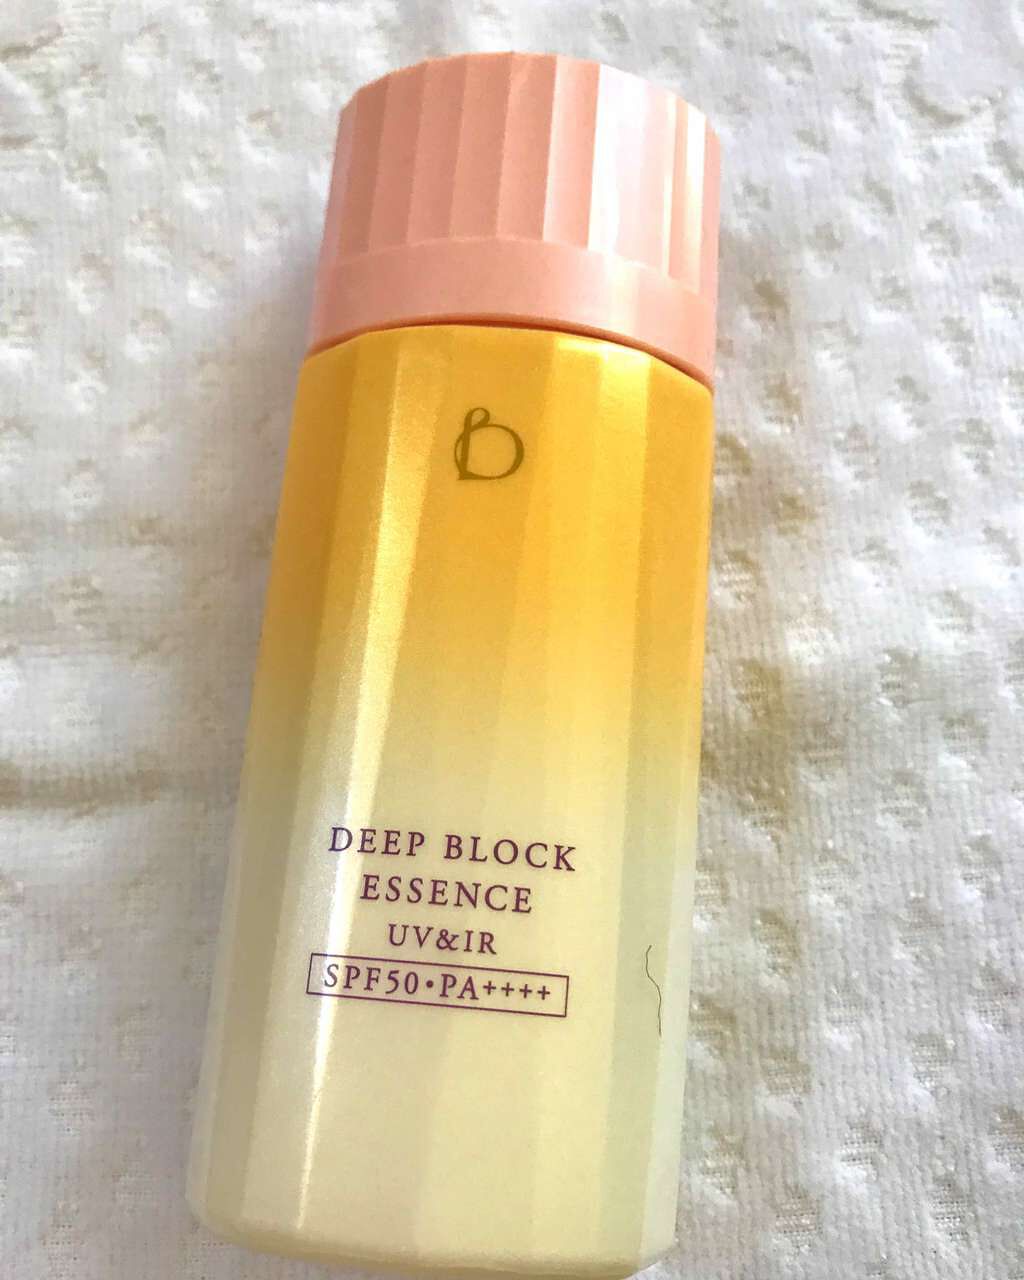 B
DEEP BLOCK
ESSENCE
UV&IR
SPF50•PA++++